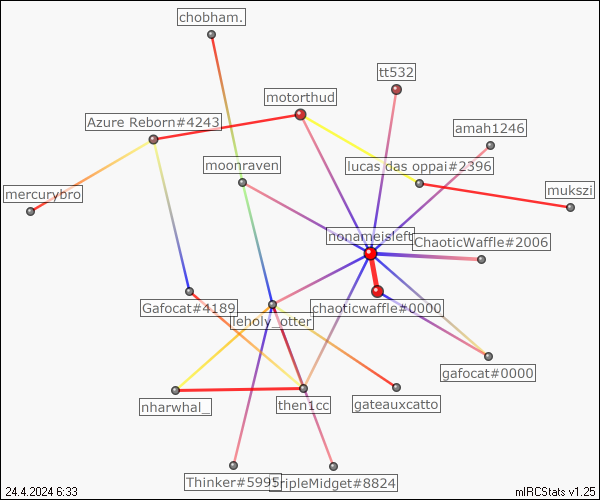 chobham.
tt532
motorthud
Azure Reborn#4243
amah1246
moonraven
lucas das oppai#2396
mercurybro
mukszi
nonameisleft
ChaoticWaffle#2006
Gafocat#4189
chaoticwaffle#0000
leholy_otter
gafocat#0000
nharwhal_
then1cc
gateauxcatto
Thinker#5995
TripleMidget#8824
24.4.2024 6:33
mIRCStats v1.25